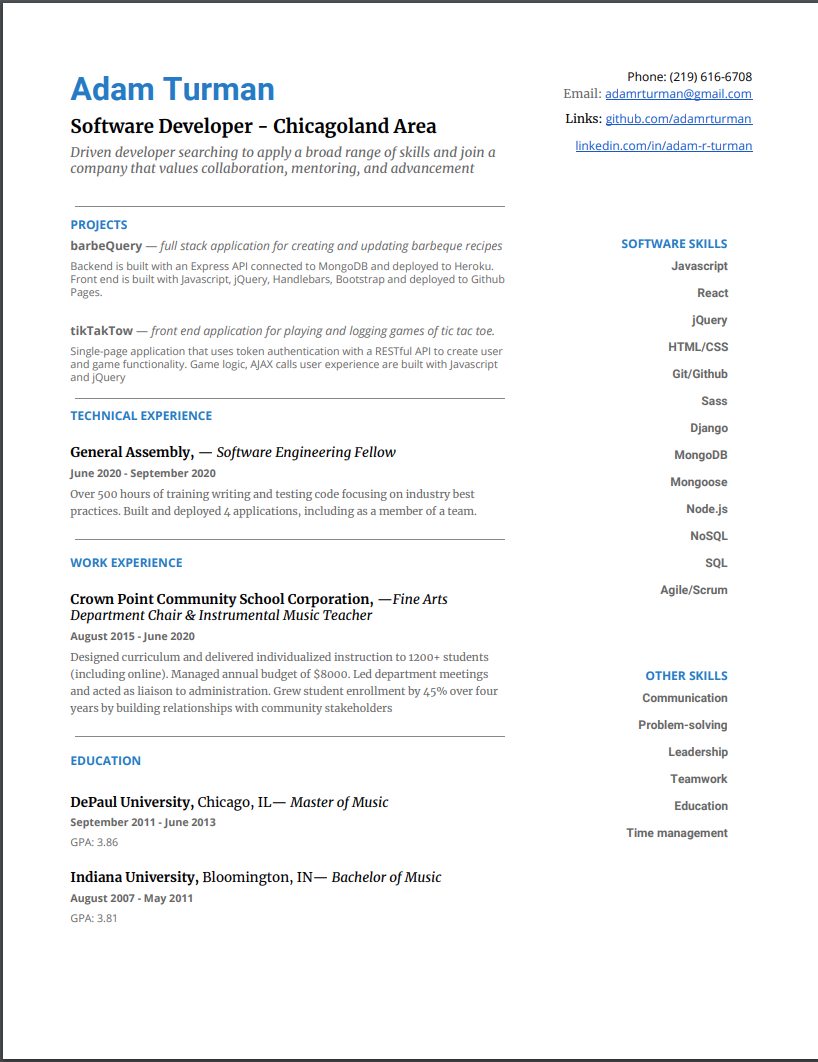 Adam Turman
Software Developer - Chicagoland Area
Driven developer searching to apply a broad range of skills and join a
company that values collaboration, mentoring, and advancement
Phone: (219) 616-6708
Email: adamrturman@gmail.com
Links: github.com/adamrturman
linkedin.com/in/adam-r-turman
PROJECTS
barbeQuery — full stack application for creating and updating barbeque recipes
Backend is built with an Express API connected to MongoDB and deployed to Heroku.
Front end is built with Javascript, jQuery, Handlebars, Bootstrap and deployed to Github
Pages.
tikTakTow — front end application for playing and logging games of tic tac toe.
Single-page application that uses token authentication with a RESTful API to create user
and game functionality. Game logic, AJAX calls user experience are built with Javascript
and jQuery
TECHNICAL EXPERIENCE
General Assembly, — Software Engineering Fellow
June 2020 - September 2020
Over 500 hours of training writing and testing code focusing on industry best
practices. Built and deployed 4 applications, including as a member of a team.
WORK EXPERIENCE
Crown Point Community School Corporation, —Fine Arts
Department Chair & Instrumental Music Teacher
August 2015 - June 2020
Designed curriculum and delivered individualized instruction to 1200+ students
(including online). Managed annual budget of $8000. Led department meetings
and acted as liaison to administration. Grew student enrollment by 45% over four
years by building relationships with community stakeholders
EDUCATION
DePaul University, Chicago, IL— Master of Music
September 2011 - June 2013
GPA: 3.86
Indiana University, Bloomington, IN— Bachelor of Music
August 2007 - May 2011
GPA: 3.81
SOFTWARE SKILLS
Javascript
React
jQuery
HTML/CSS
Git/Github
Sass
Django
MongoDB
Mongoose
Node.js
NoSQL
SQL
Agile/Scrum
OTHER SKILLS
Communication
Problem-solving
Leadership
Teamwork
Education
Time management